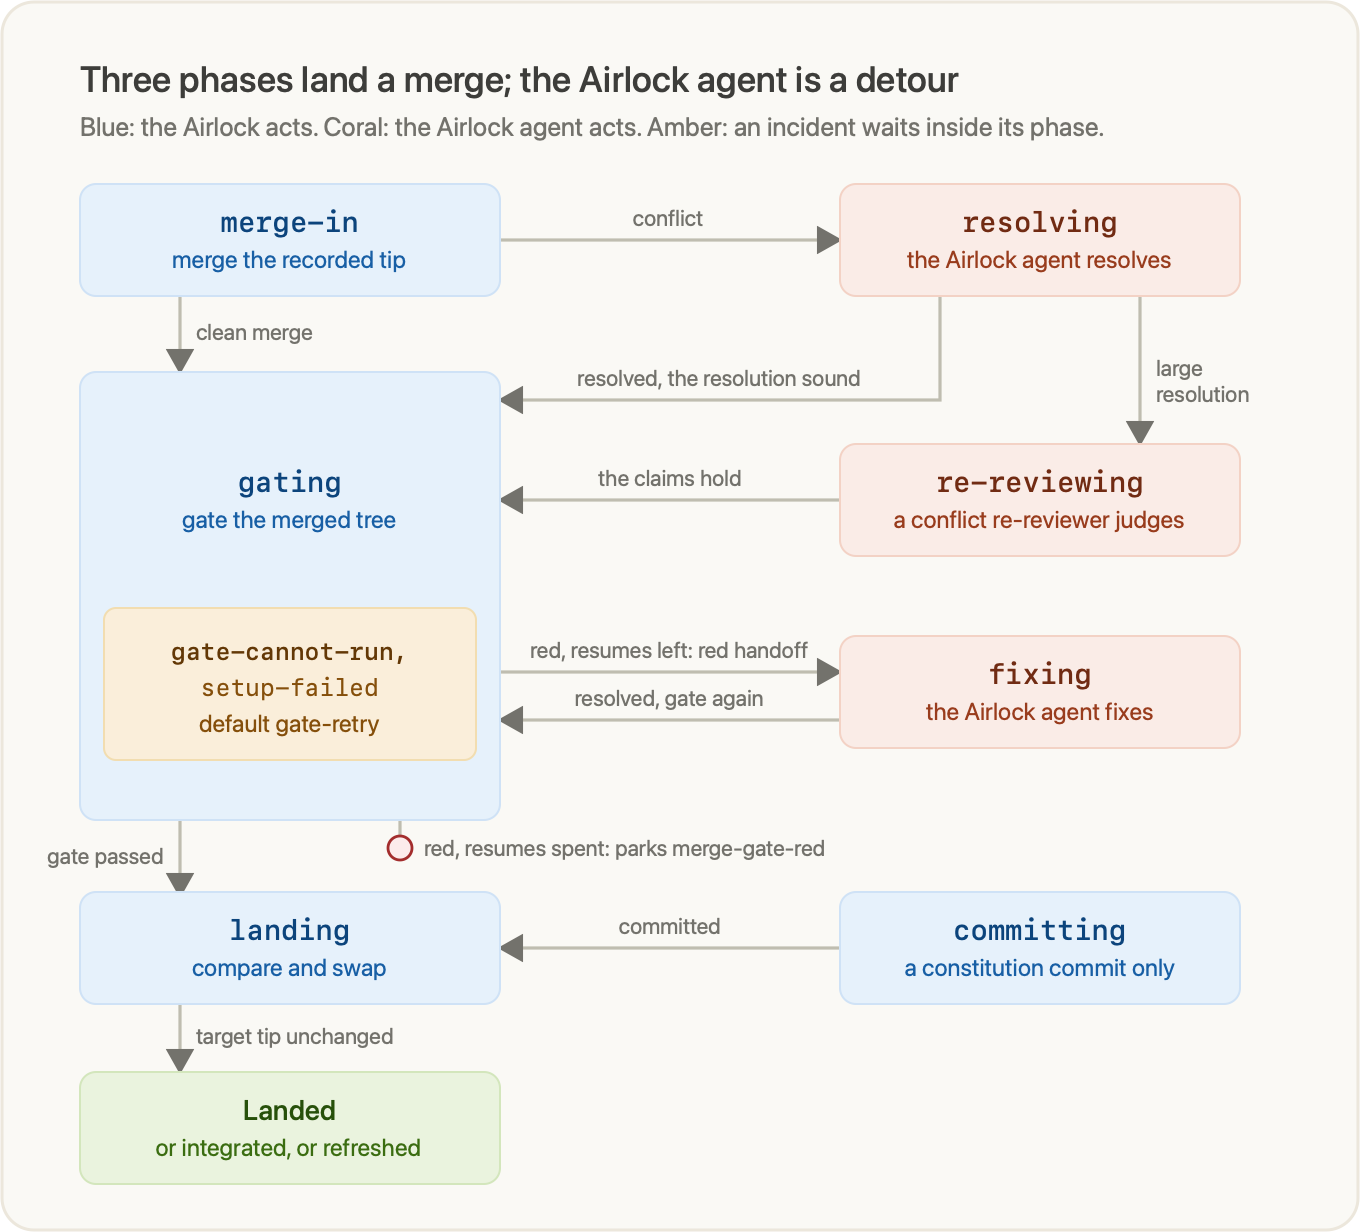 Three phases land a merge; the Airlock agent is a detour
Blue: the Airlock acts. Coral: the Airlock agent acts. Amber: an incident waits inside its phase.
merge-in
merge the recorded tip
conflict
resolving
the Airlock agent resolves
clean merge
resolved, the resolution sound
large
resolution
gating
gate the merged tree
the claims hold
re-reviewing
a conflict re-reviewer judges
gate-cannot-run,
setup-failed
default gate-retry
red, resumes left: red handoff
resolved, gate again
fixing
the Airlock agent fixes
gate passed
red, resumes spent: parks merge-gate-red
landing
compare and swap
committed
committing
a constitution commit only
target tip unchanged
Landed
or integrated, or refreshed